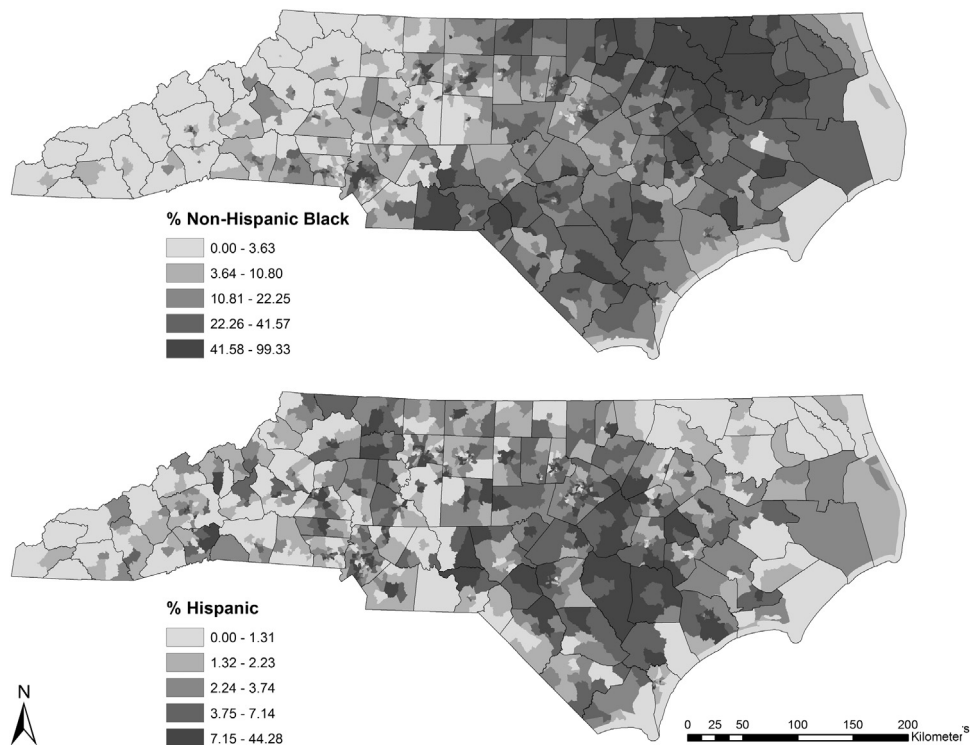 % Non-Hispanic Black
0.00 - 3.63
3.64 - 10.80
10.81 - 22.25
22.26 - 41.57
41.58 - 99.33
% Hispanic
0.00 - 1.31
1.32 - 2.23
2.24 - 3.74
3.75 - 7.14
7.15 - 44.28
N
0 25 50 100 150 200
Kilometer's